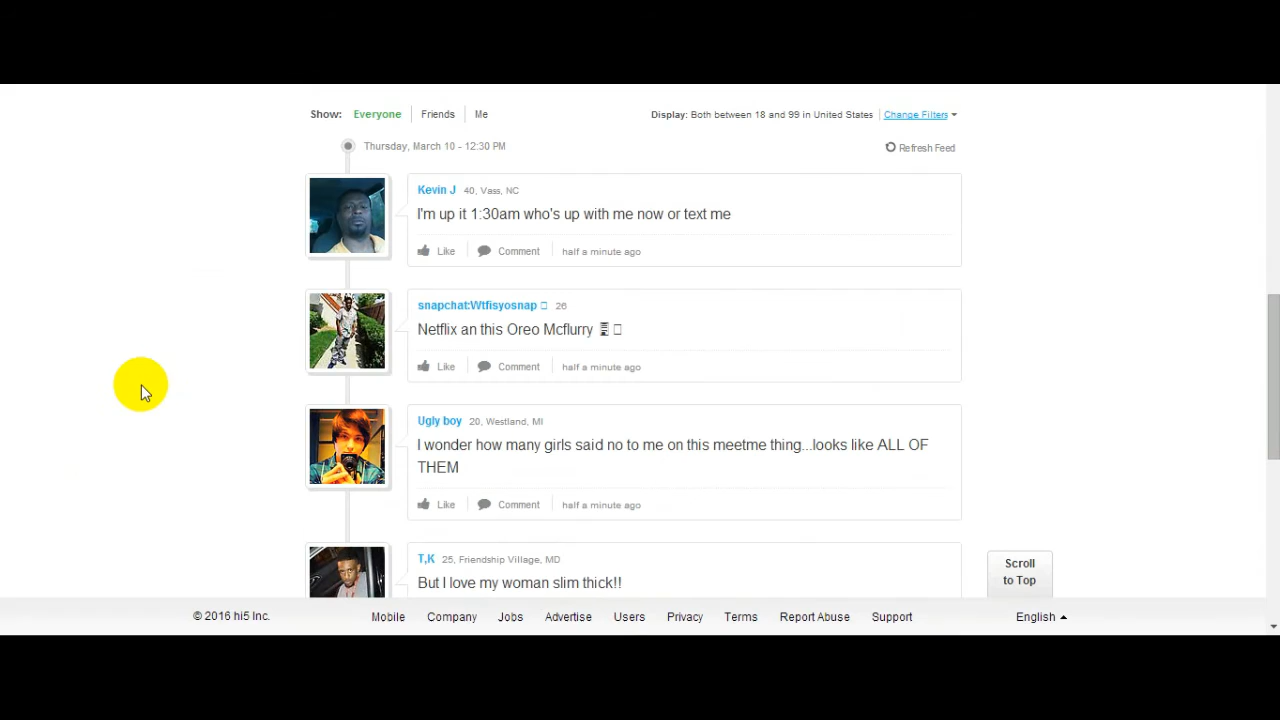 Show: Everyone Friends Me Display: Both between 18 and 99 in United States Change Filters
Thursday, March 10 - 12:30 PM Refresh Feed
Kevin J 40, Vass, NC
I'm up it 1:30am who's up with me now or text me
Like Comment half a minute ago
snapchat:Wtfisyosnap 26
Netflix an this Oreo Mcflurry
Like Comment half a minute ago
Ugly boy 20, Westland, MI
I wonder how many girls said no to me on this meetme thing...looks like ALL OF
THEM
Like Comment half a minute ago
T,K 25, Friendship Village, MD
But I love my woman slim thick!!
Scroll
to Top
© 2016 hi5 Inc. Mobile Company Jobs Advertise Users Privacy Terms Report Abuse Support English